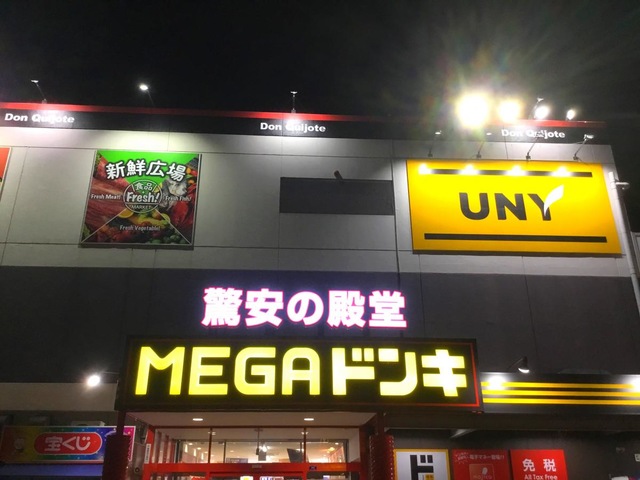 Don Quijote
Don Quijote
Don Quijote
新鮮広場
食品
Fresh!
MARKET
Fresh Meat!
Fresh Fish!
Fresh Vegetable!
UNY
驚安の殿堂
MEGAドンキ
宝くじ
ド
免税
All Tax Free